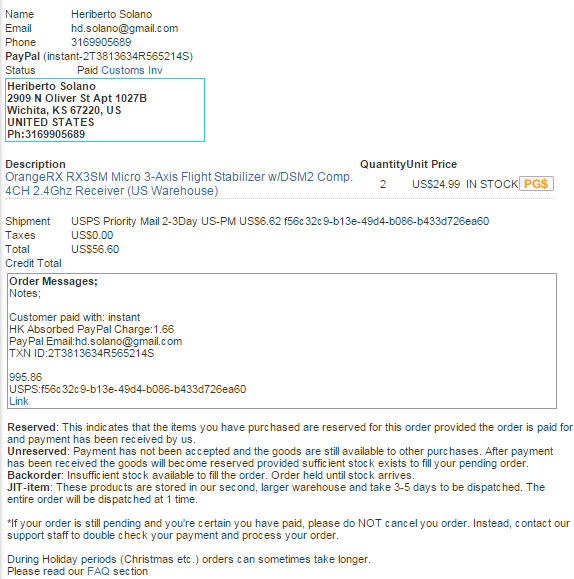 Name Heriberto Solano
Email hd.solano@gmail.com
Phone 3169905689
PayPal (instant-2T3813634R565214S)
Status Paid Customs Inv
Heriberto Solano
2909 N Oliver St Apt 1027B
Wichita, KS 67220, US
UNITED STATES
Ph:3169905689
Description QuantityUnit Price
OrangeRX RX3SM Micro 3-Axis Flight Stabilizer w/DSM2 Comp. 2 US$24.99 IN STOCK PG$
4CH 2.4Ghz Receiver (US Warehouse)
Shipment USPS Priority Mail 2-3Day US-PM US$6.62 f56c32c9-b13e-49d4-b086-b433d726ea60
Taxes US$0.00
Total US$56.60
Credit Total
Order Messages;
Notes;
Customer paid with: instant
HK Absorbed PayPal Charge:1.66
PayPal Email:hd.solano@gmail.com
TXN ID:2T3813634R565214S
995.86
USPS:f56c32c9-b13e-49d4-b086-b433d726ea60
Link
Reserved: This indicates that the items you have purchased are reserved for this order provided the order is paid for
and payment has been received by us.
Unreserved: Payment has not been accepted and the goods are still available to other purchases. After payment
has been received the goods will become reserved provided sufficient stock exists to fill your pending order.
Backorder: Insufficient stock available to fill the order. Order held until stock arrives.
JIT-item: These products are stored in our second, larger warehouse and take 3-5 days to be dispatched. The
entire order will be dispatched at 1 time.
*If your order is still pending and you're certain you have paid, please do NOT cancel you order. Instead, contact our
support staff to double check your payment and process your order.
During Holiday periods (Christmas etc.) orders can sometimes take longer.
Please read our FAQ section